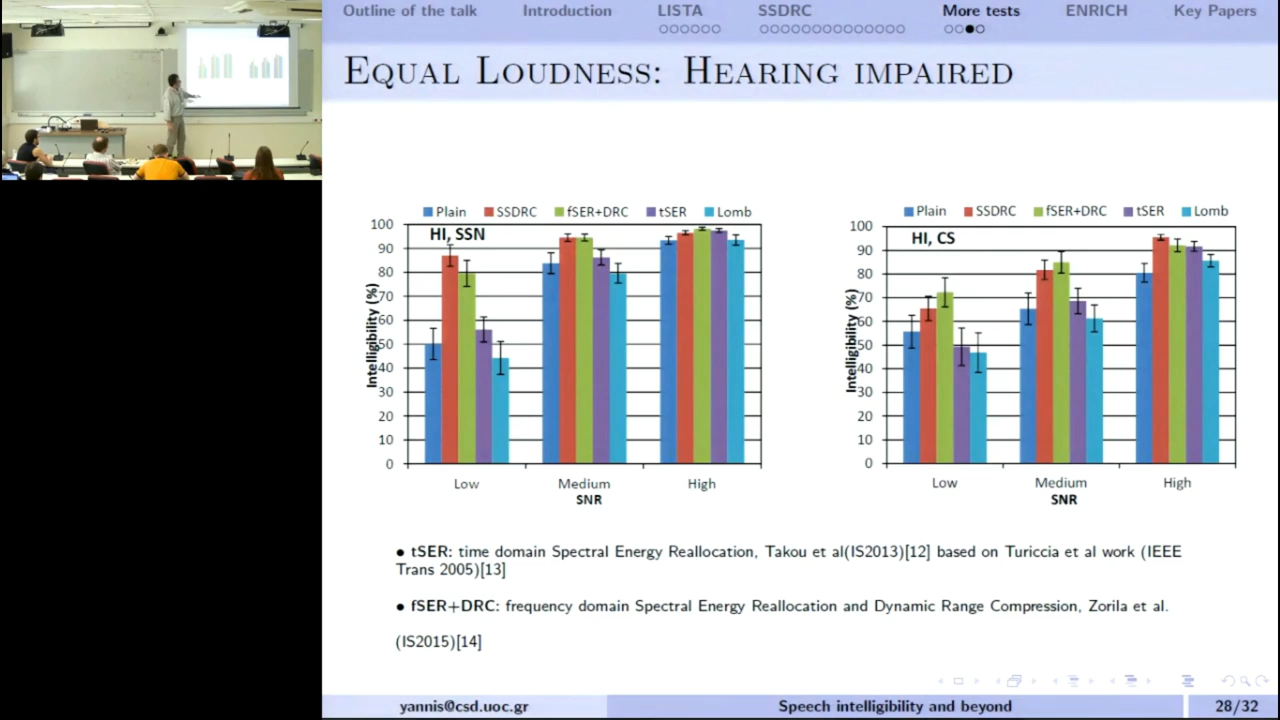 Outline of the talk Introduction LISTA SSDRC More tests ENRICH Key Papers
EQUAL LOUDNESS: HEARING IMPAIRED
Plain SSDRC fSER+DRC tSER Lomb
HI, SSN
Intelligibility (%)
100
90
80
70
60
50
40
30
20
10
0
Low Medium High
SNR
Plain SSDRC fSER+DRC tSER Lomb
HI, CS
Intelligibility (%)
100
90
80
70
60
50
40
30
20
10
0
Low Medium High
SNR
• tSER: time domain Spectral Energy Reallocation, Takou et al(IS2013)[12] based on Turiccia et al work (IEEE
Trans 2005)[13]
• fSER+DRC: frequency domain Spectral Energy Reallocation and Dynamic Range Compression, Zorila et al.
(IS2015)[14]
yannis@csd.uoc.gr Speech intelligibility and beyond 28/32